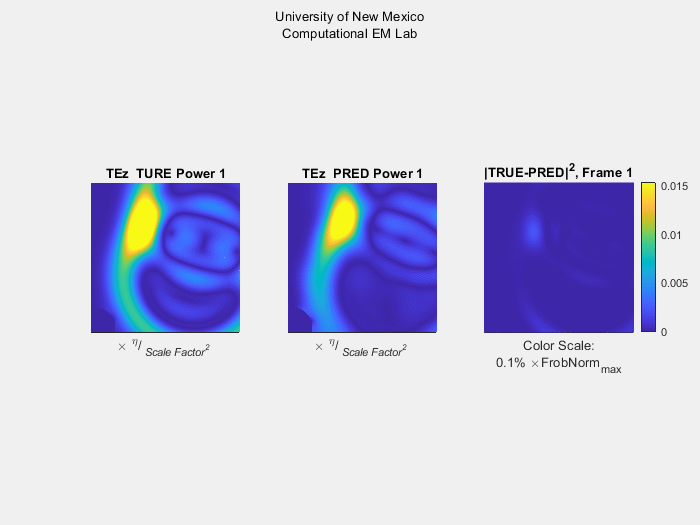 University of New Mexico
Computational EM Lab
TEz TURE Power 1
TEz PRED Power 1
|TRUE-PRED|², Frame 1
× η/ Scale Factor²
× η/ Scale Factor²
Color Scale:
0.1% ×FrobNorm_max
0.015
0.01
0.005
0